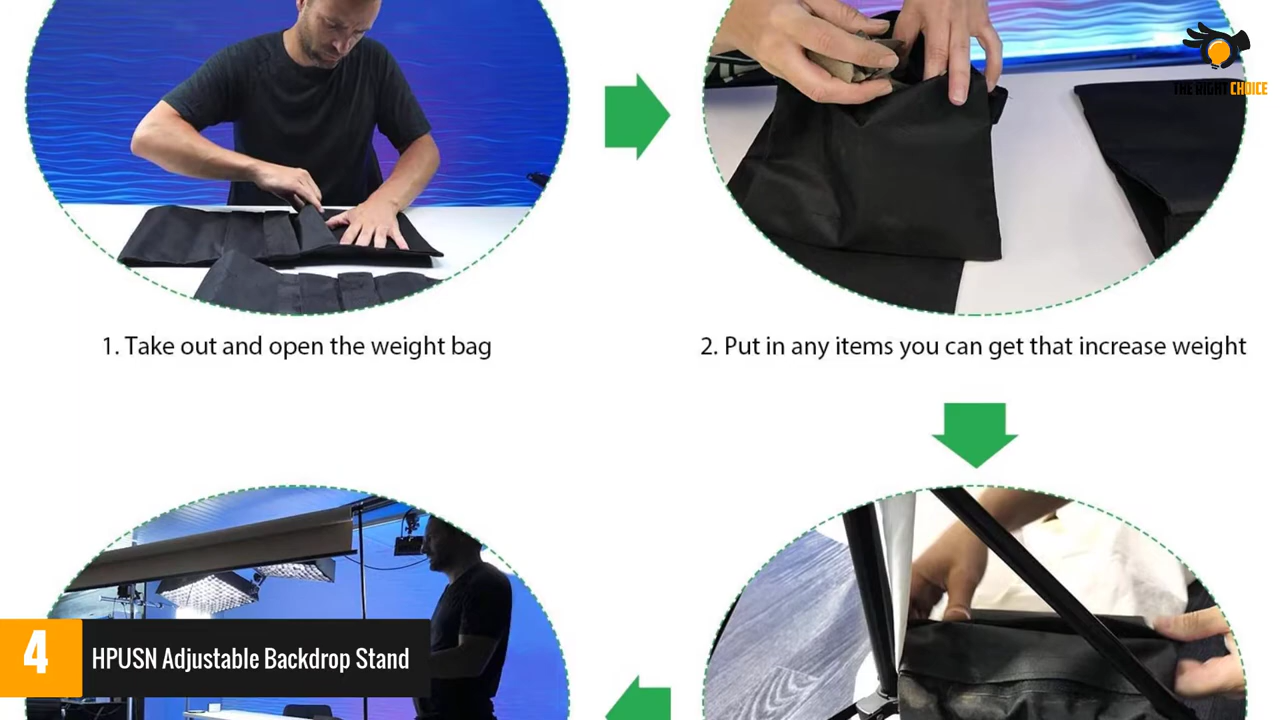 THE RIGHT CHOICE
1. Take out and open the weight bag
2. Put in any items you can get that increase weight
4
HPUSN Adjustable Backdrop Stand